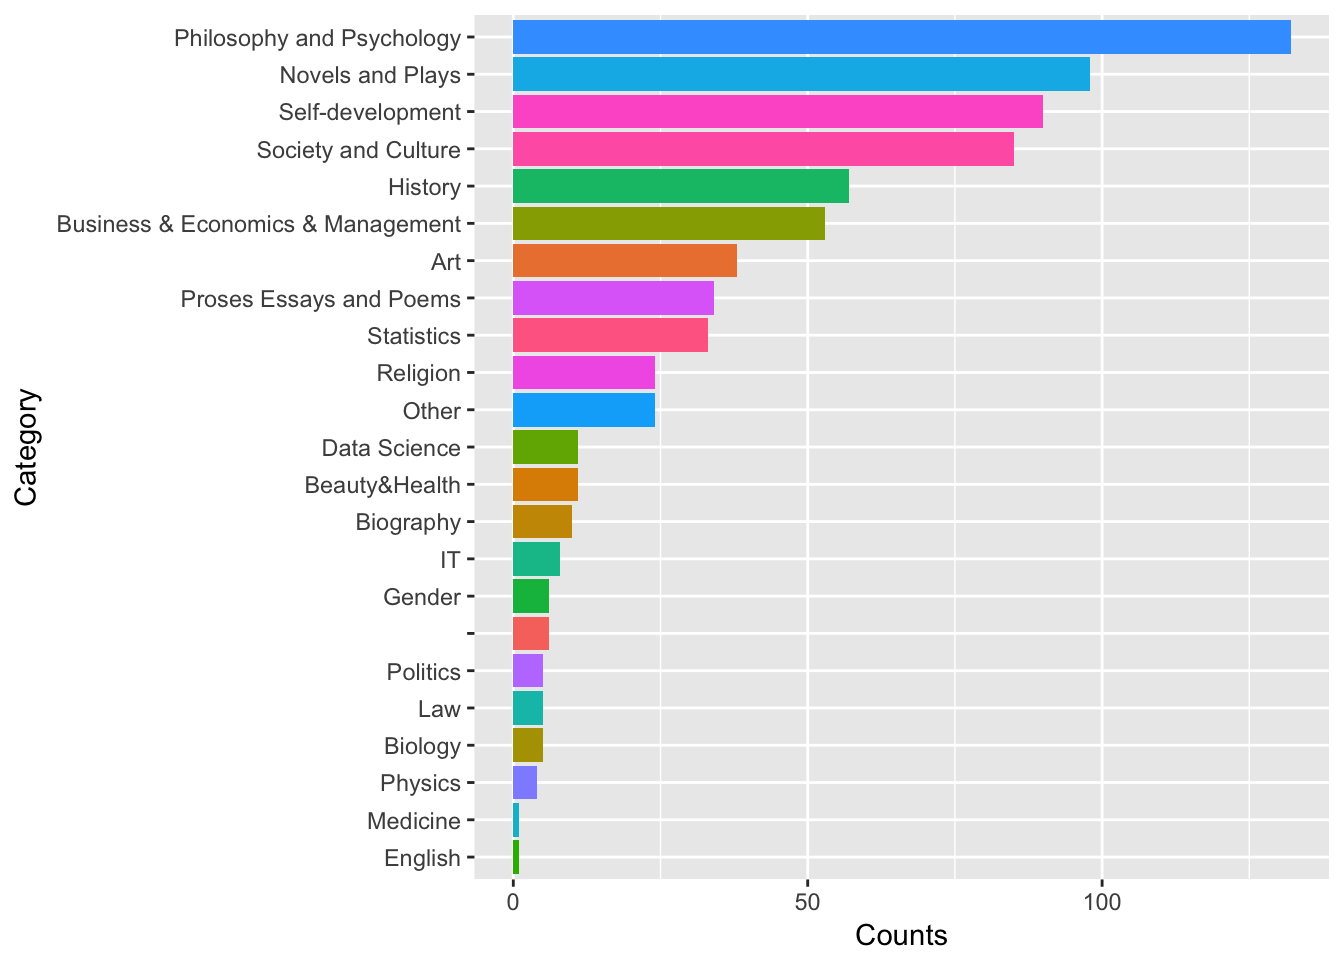 Philosophy and Psychology
Novels and Plays
Self-development
Society and Culture
History
Business & Economics & Management
Art
Proses Essays and Poems
Statistics
Religion
Other
Data Science
Beauty&Health
Biography
IT
Gender
Politics
Law
Biology
Physics
Medicine
English
Category
0 50 100
Counts